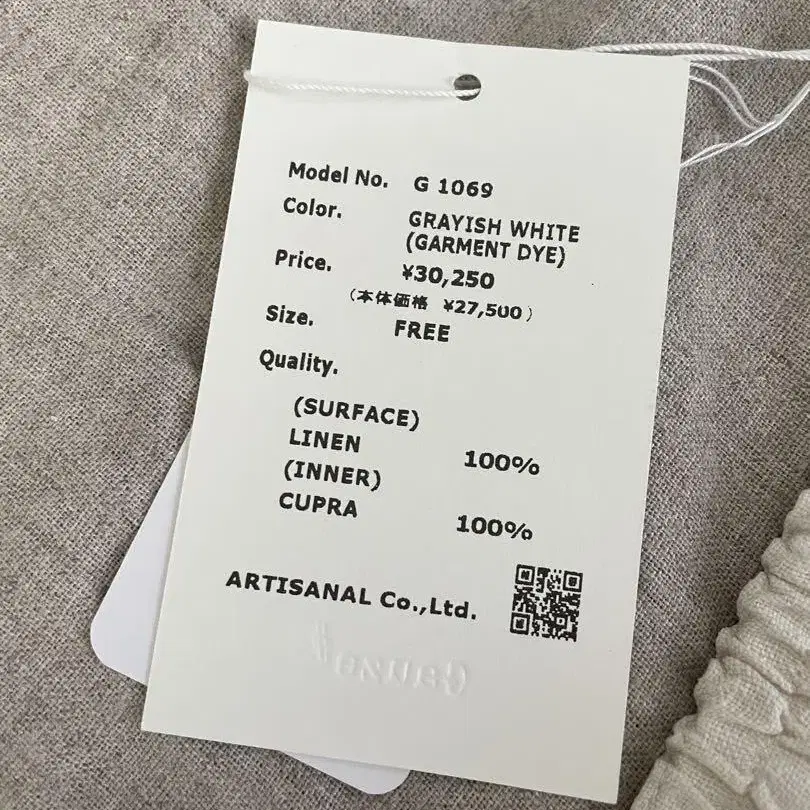 Model No. G 1069
Color. GRAYISH WHITE
(GARMENT DYE)
Price. ¥30,250
(本体価格 ¥27,500)
Size. FREE
Quality.
(SURFACE)
LINEN 100%
(INNER)
CUPRA 100%
ARTISANAL Co.,Ltd.